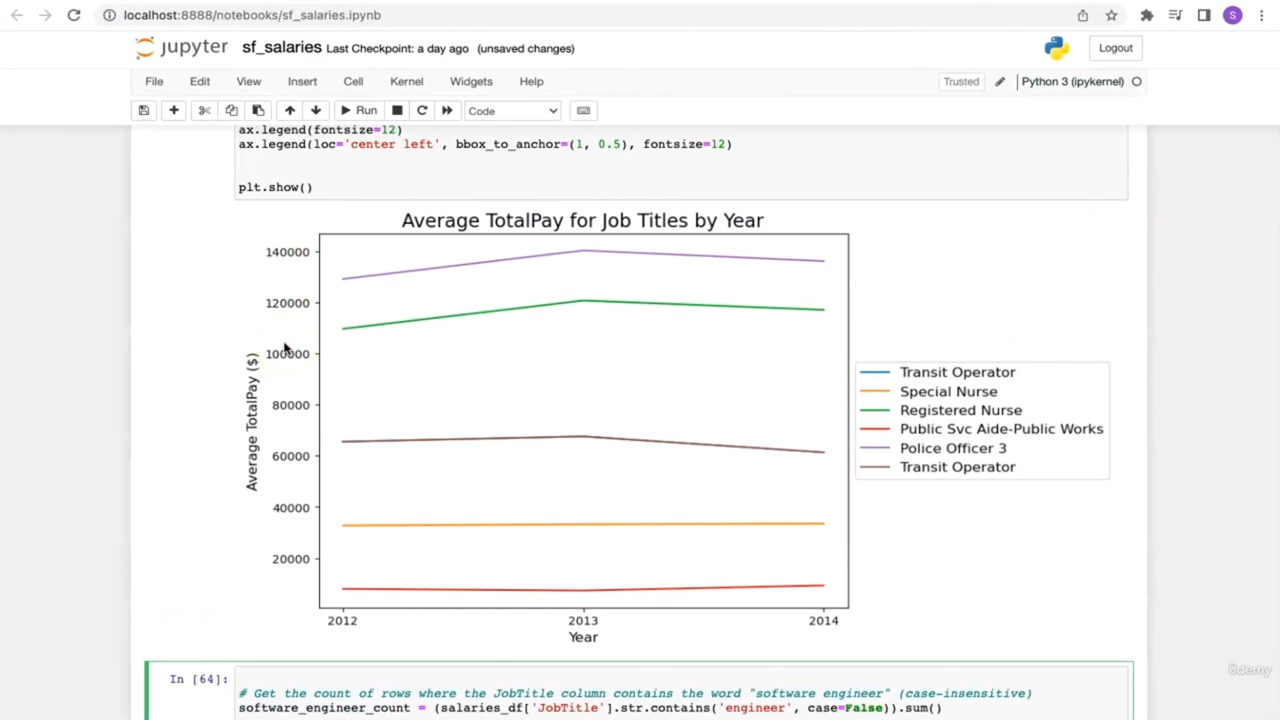 localhost:8888/notebooks/sf_salaries.ipynb
S
jupyter sf_salaries Last Checkpoint: a day ago (unsaved changes)
Logout
File Edit View Insert Cell Kernel Widgets Help
Trusted Python 3 (ipykernel)
Run Code
ax.legend(fontsize=12)
ax.legend(loc='center left', bbox_to_anchor=(1, 0.5), fontsize=12)
plt.show()
Average TotalPay for Job Titles by Year
140000
120000
100000
80000
60000
40000
20000
Average TotalPay ($)
2012 2013 2014
Year
Transit Operator
Special Nurse
Registered Nurse
Public Svc Aide-Public Works
Police Officer 3
Transit Operator
In [64]:
# Get the count of rows where the JobTitle column contains the word "software engineer" (case-insensitive)
software_engineer_count = (salaries_df['JobTitle'].str.contains('engineer', case=False)).sum()
ûdemy